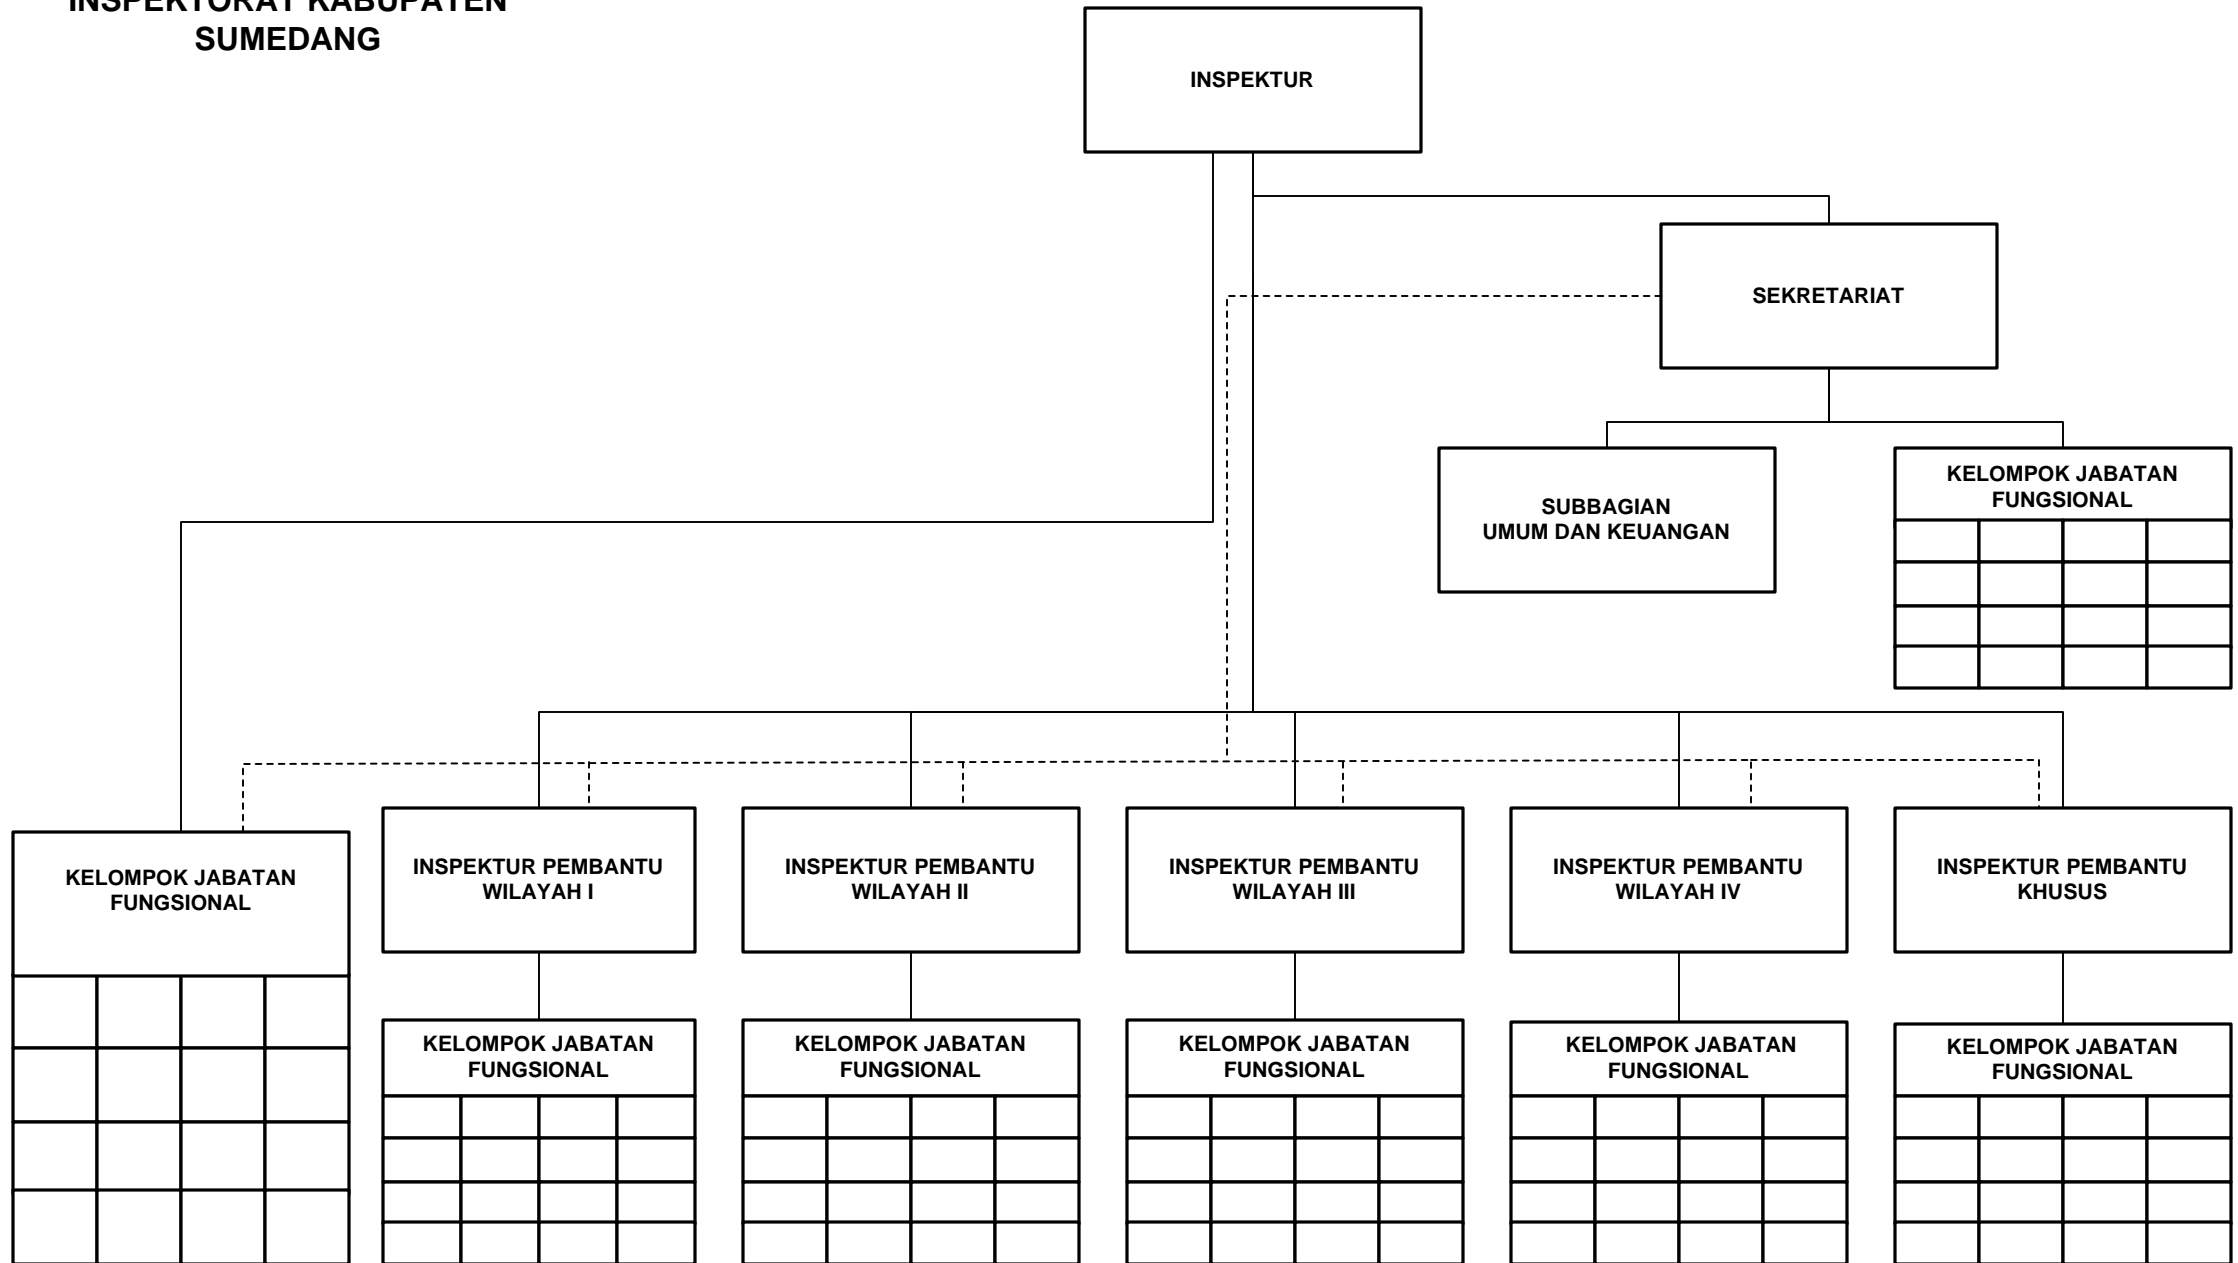 INSPEKTORAT KABUPATEN
SUMEDANG
INSPEKTUR
SEKRETARIAT
SUBBAGIAN
UMUM DAN KEUANGAN
KELOMPOK JABATAN
FUNGSIONAL
KELOMPOK JABATAN
FUNGSIONAL
INSPEKTUR PEMBANTU
WILAYAH I
INSPEKTUR PEMBANTU
WILAYAH II
INSPEKTUR PEMBANTU
WILAYAH III
INSPEKTUR PEMBANTU
WILAYAH IV
INSPEKTUR PEMBANTU
KHUSUS
KELOMPOK JABATAN
FUNGSIONAL
KELOMPOK JABATAN
FUNGSIONAL
KELOMPOK JABATAN
FUNGSIONAL
KELOMPOK JABATAN
FUNGSIONAL
KELOMPOK JABATAN
FUNGSIONAL